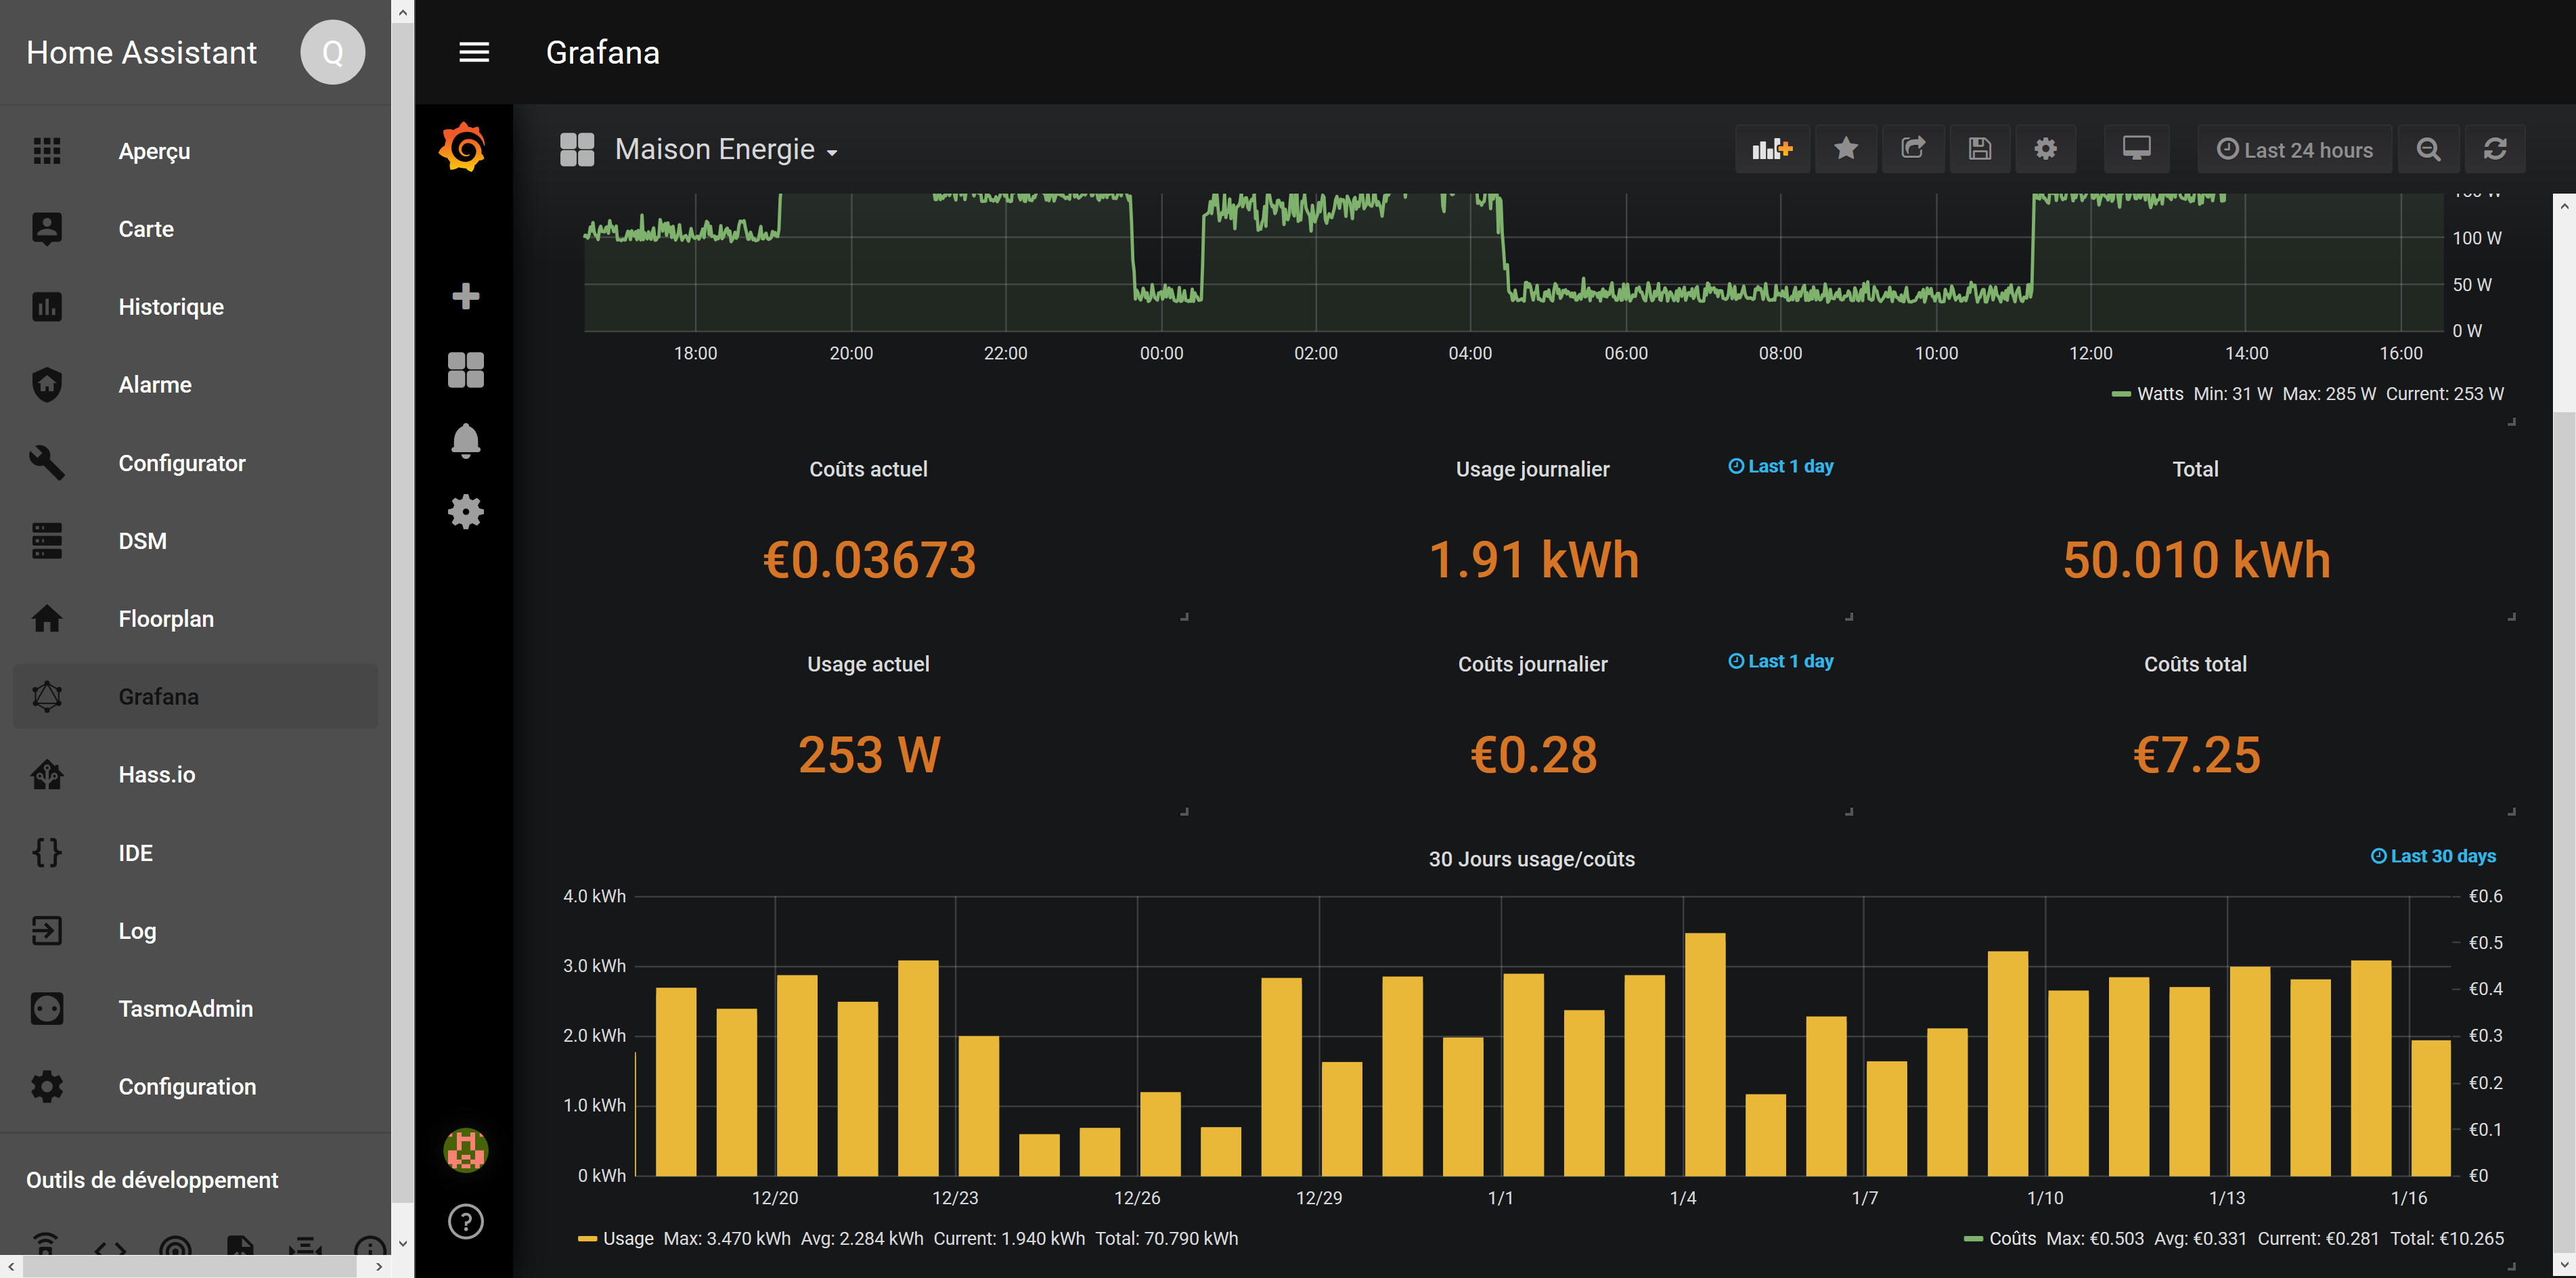 Home Assistant
Q
Aperçu
Carte
Historique
Alarme
Configurator
DSM
Floorplan
Grafana
Hass.io
IDE
Log
TasmoAdmin
Configuration
Outils de développement
Grafana
Maison Energie
Last 24 hours
100 W
50 W
0 W
18:00 20:00 22:00 00:00 02:00 04:00 06:00 08:00 10:00 12:00 14:00 16:00
Watts Min: 31 W Max: 285 W Current: 253 W
Coûts actuel
€0.03673
Usage journalier
Last 1 day
1.91 kWh
Total
50.010 kWh
Usage actuel
253 W
Coûts journalier
Last 1 day
€0.28
Coûts total
€7.25
30 Jours usage/coûts
Last 30 days
4.0 kWh
3.0 kWh
2.0 kWh
1.0 kWh
0 kWh
€0.6
€0.5
€0.4
€0.3
€0.2
€0.1
€0
12/20 12/23 12/26 12/29 1/1 1/4 1/7 1/10 1/13 1/16
Usage Max: 3.470 kWh Avg: 2.284 kWh Current: 1.940 kWh Total: 70.790 kWh
Coûts Max: €0.503 Avg: €0.331 Current: €0.281 Total: €10.265